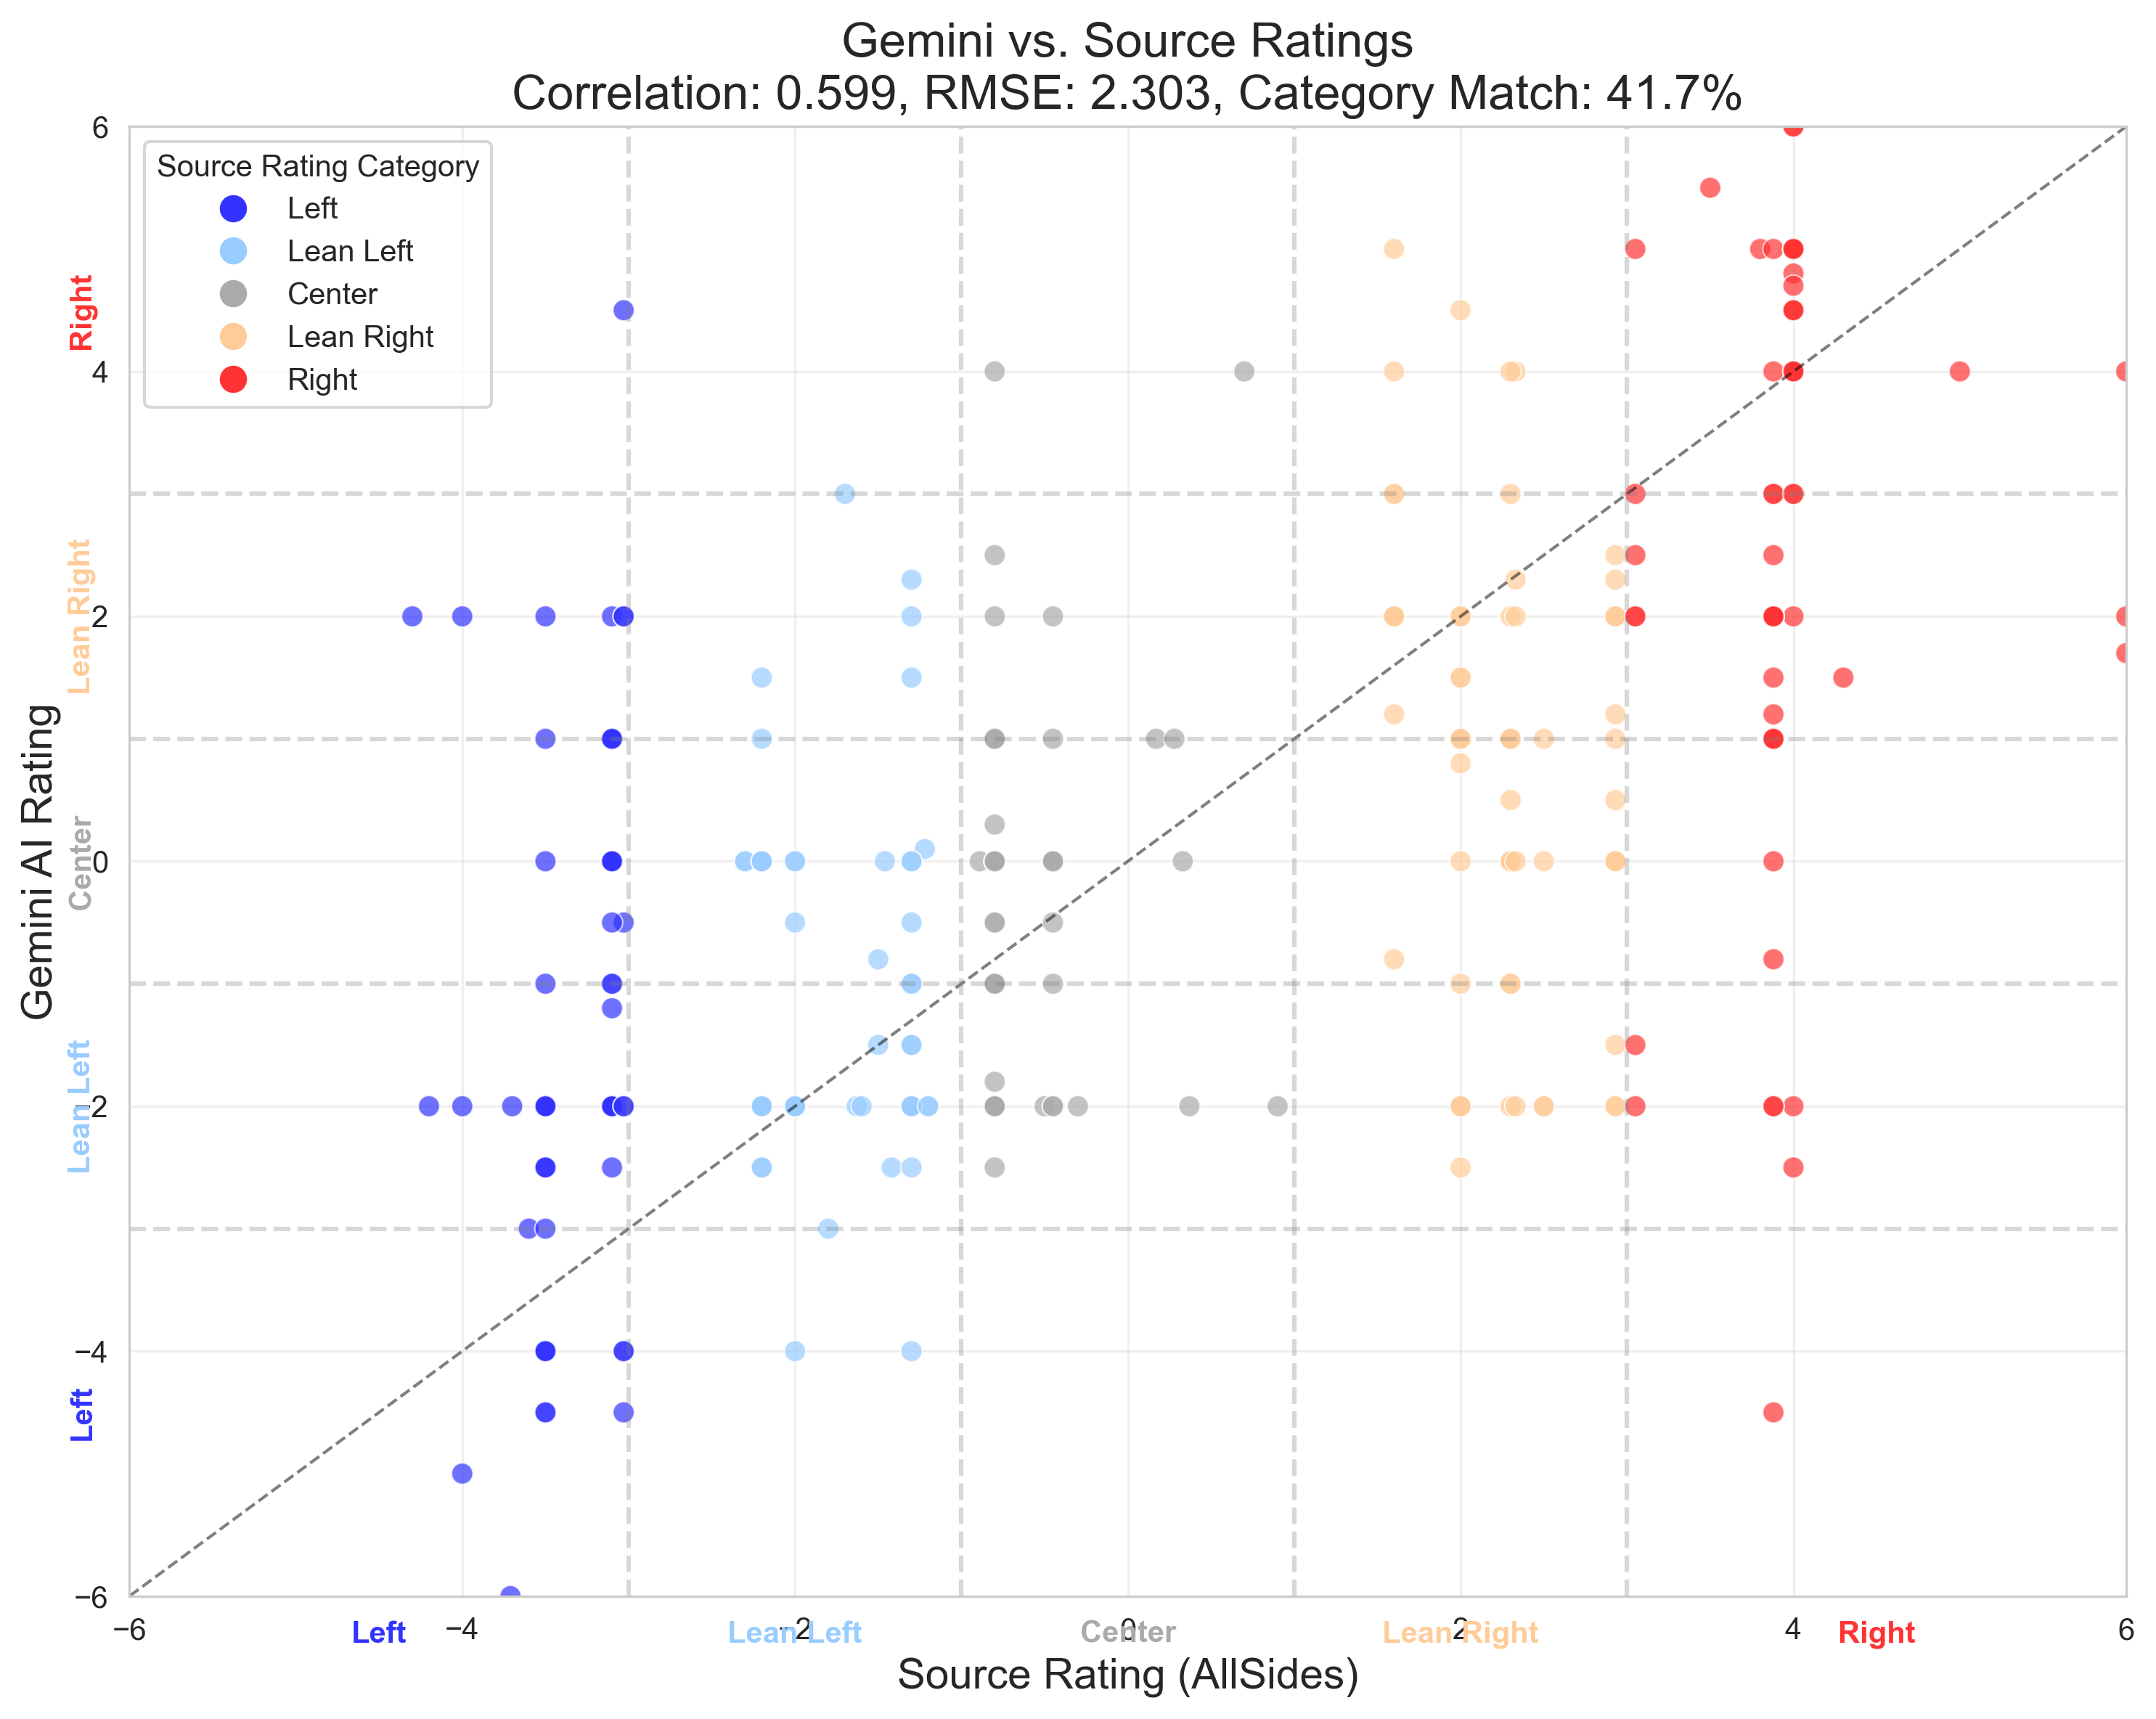 Gemini vs. Source Ratings
Correlation: 0.599, RMSE: 2.303, Category Match: 41.7%
Source Rating Category
Left
Lean Left
Center
Lean Right
Right
6
4
2
0
−2
−4
−6
Right
Lean Right
Center
Lean Left
Left
Gemini AI Rating
−6
−4
−2
0
2
4
6
Left
Lean Left
Center
Lean Right
Right
Source Rating (AllSides)